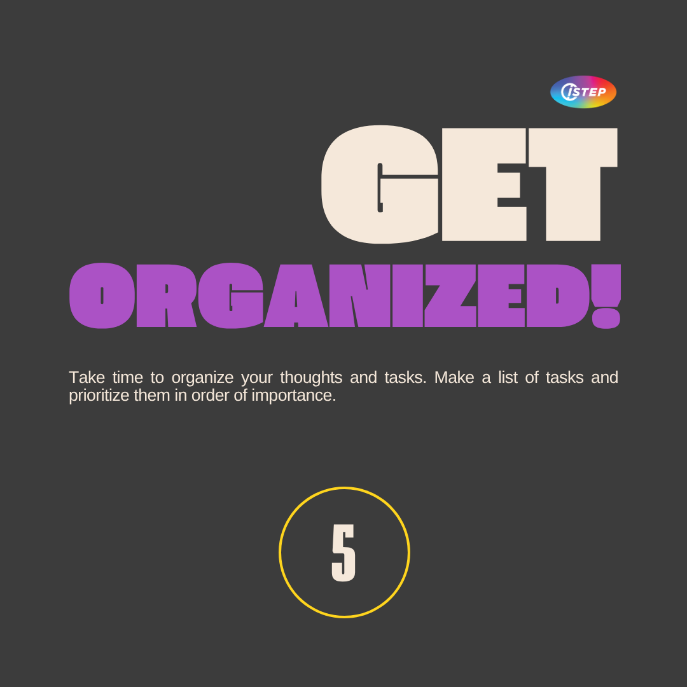 iSTEP
GET
ORGANIZED!
Take time to organize your thoughts and tasks. Make a list of tasks and
prioritize them in order of importance.
5